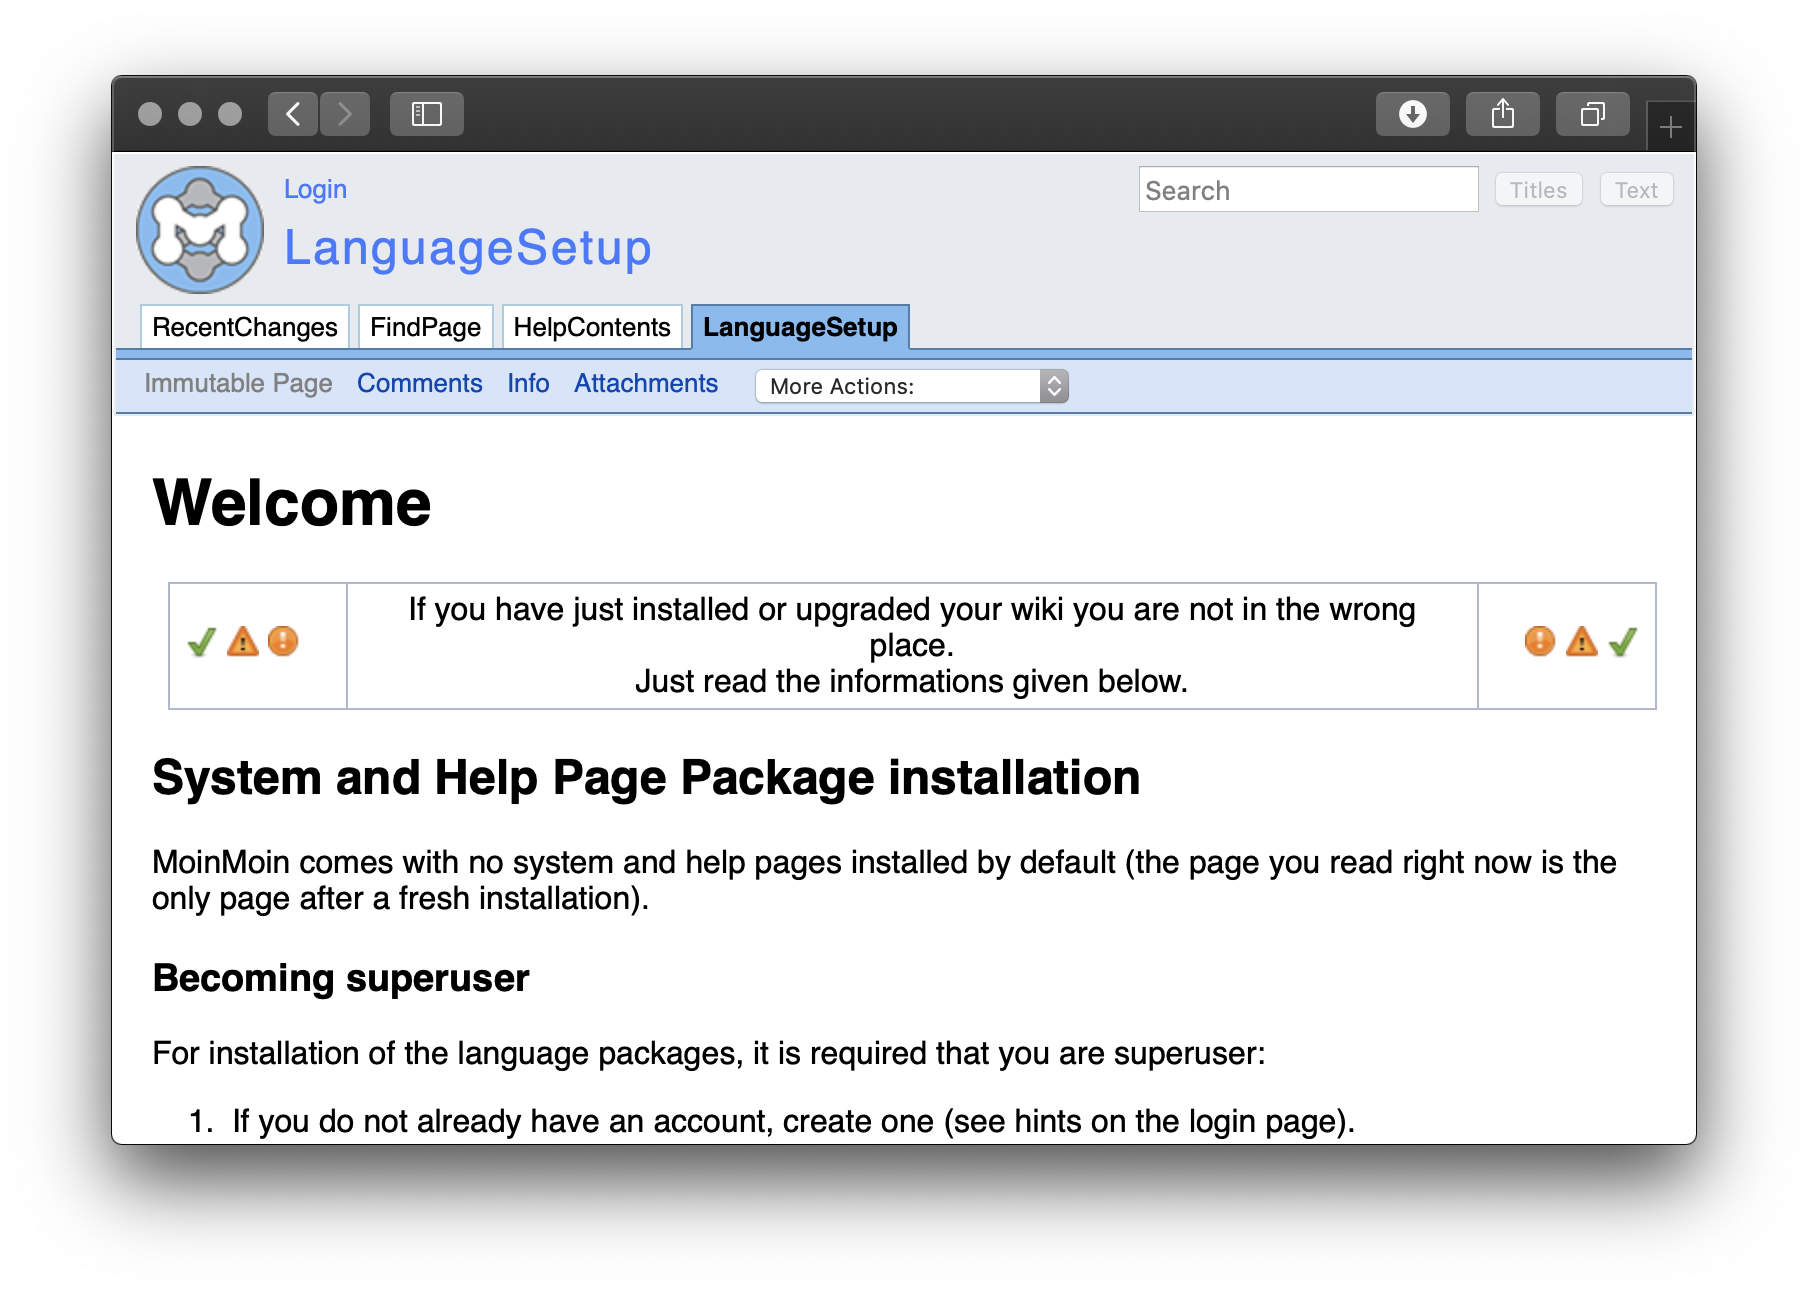 Login
Search
Titles
Text
LanguageSetup
RecentChanges
FindPage
HelpContents
LanguageSetup
Immutable Page
Comments
Info
Attachments
More Actions:
Welcome
If you have just installed or upgraded your wiki you are not in the wrong
place.
Just read the informations given below.
System and Help Page Package installation
MoinMoin comes with no system and help pages installed by default (the page you read right now is the
only page after a fresh installation).
Becoming superuser
For installation of the language packages, it is required that you are superuser:
1. If you do not already have an account, create one (see hints on the login page).